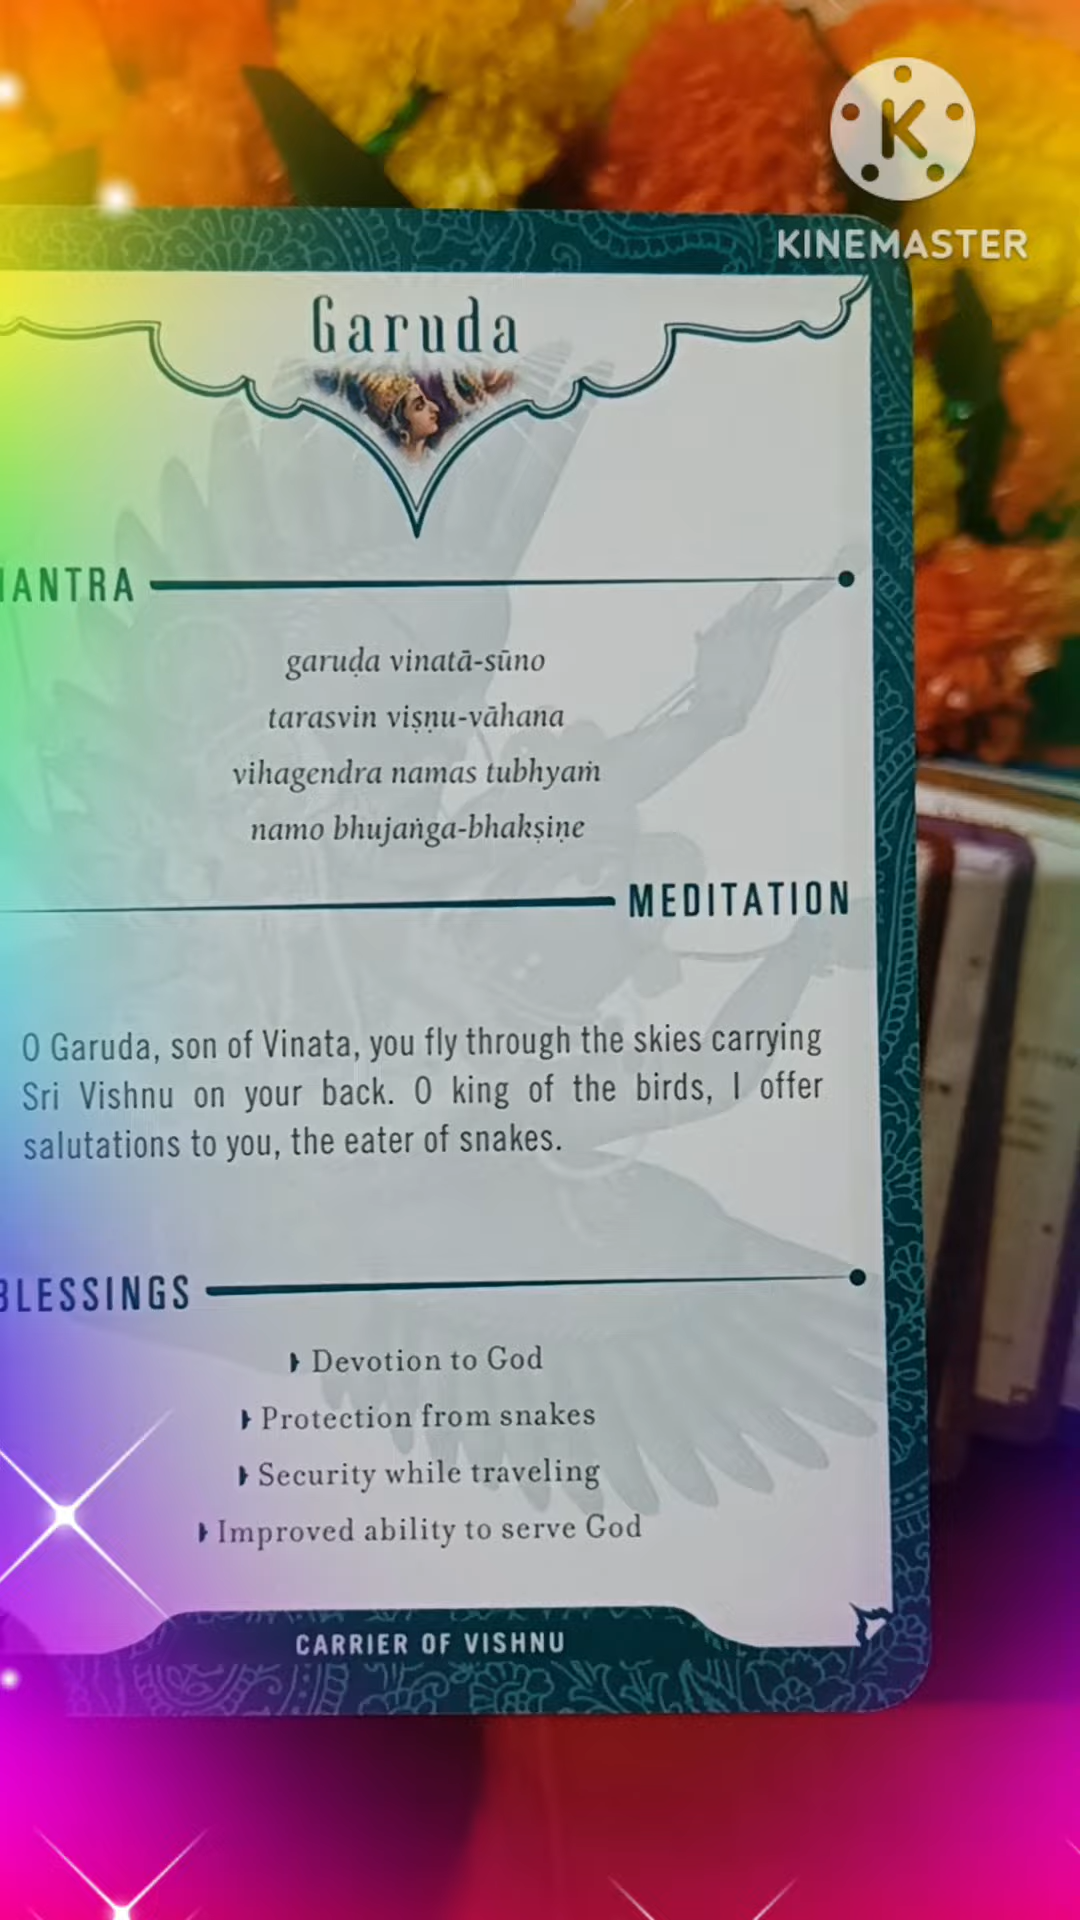 KINEMASTER
Garuda
MANTRA
garuḍa vinatā-sūno
tarasvin viṣṇu-vāhana
vihagendra namas tubhyaṁ
namo bhujaṅga-bhakṣiṇe
MEDITATION
O Garuda, son of Vinata, you fly through the skies carrying
Sri Vishnu on your back. O king of the birds, I offer
salutations to you, the eater of snakes.
BLESSINGS
Devotion to God
Protection from snakes
Security while traveling
Improved ability to serve God
CARRIER OF VISHNU